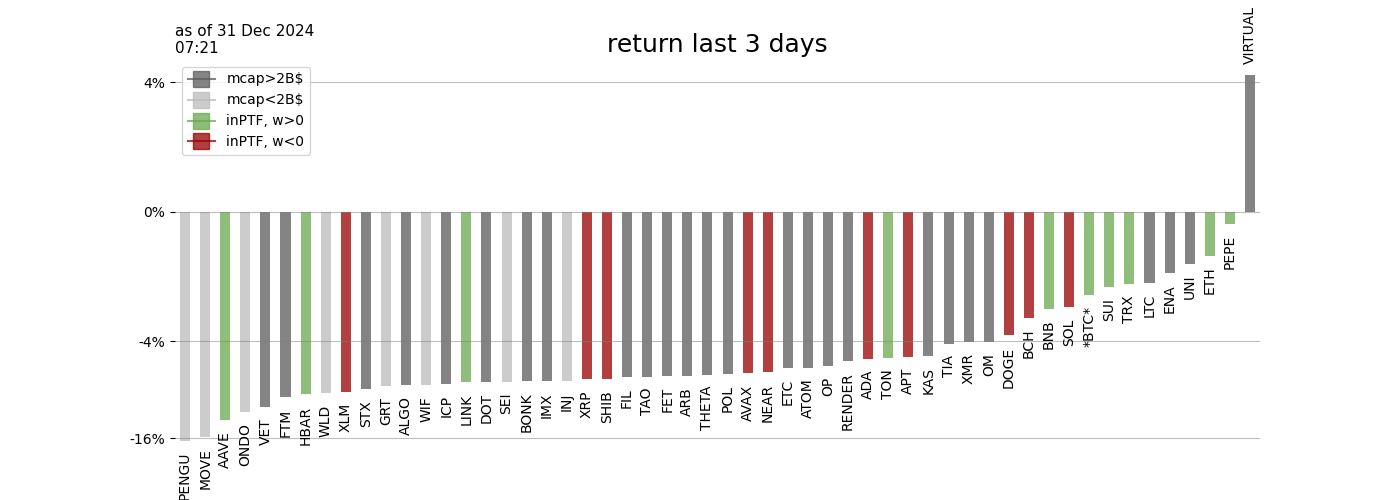 as of 31 Dec 2024
07:21
return last 3 days
mcap>2B$
mcap<2B$
inPTF, w>0
inPTF, w<0
4%
0%
-4%
-16%
PENGU
MOVE
AAVE
ONDO
VET
FTM
HBAR
WLD
XLM
STX
GRT
ALGO
WIF
ICP
LINK
DOT
SEI
BONK
IMX
INJ
XRP
SHIB
FIL
TAO
FET
ARB
THETA
POL
AVAX
NEAR
ETC
ATOM
OP
RENDER
ADA
TON
APT
KAS
TIA
XMR
OM
DOGE
BCH
BNB
SOL
*BTC*
SUI
TRX
LTC
ENA
UNI
ETH
PEPE
VIRTUAL